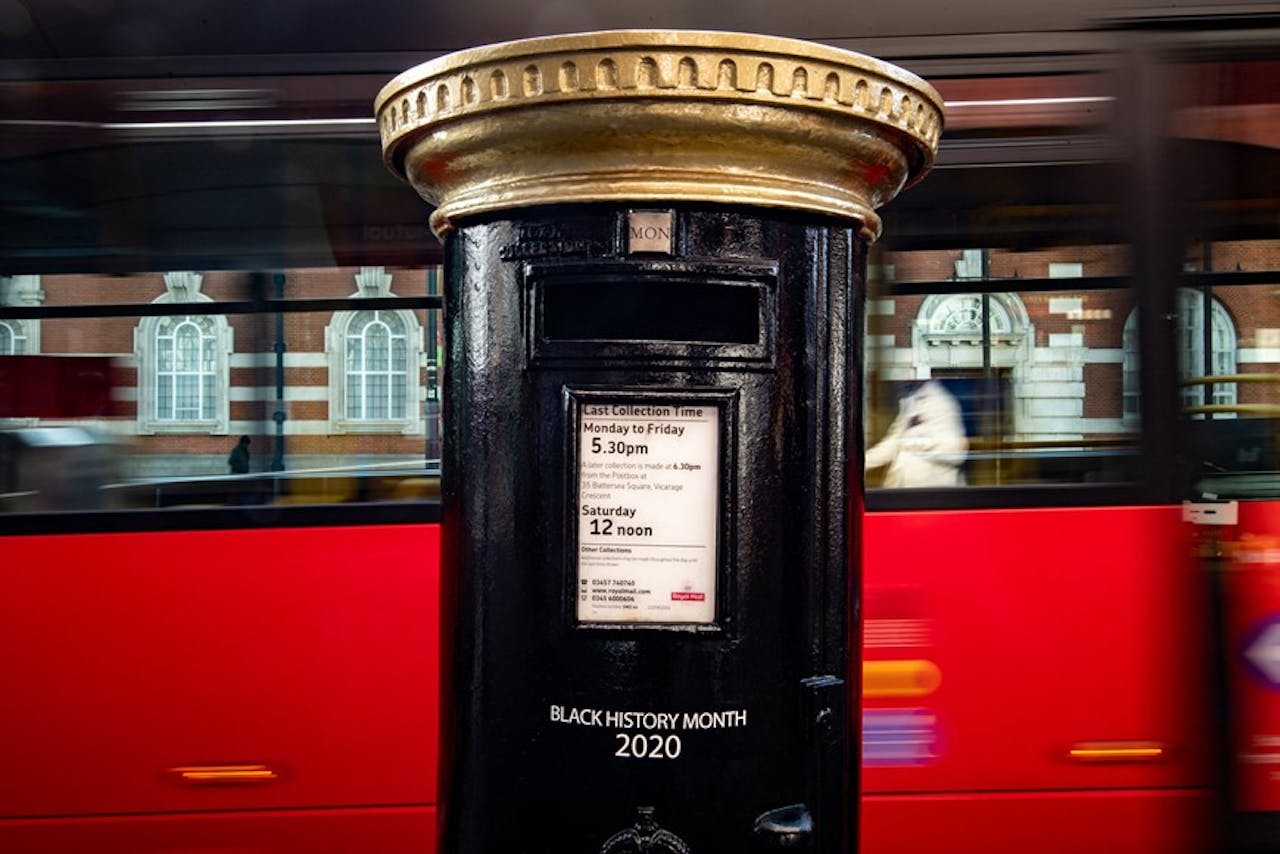 MON
Last Collection Time
Monday to Friday
5.30pm
A later collection is made at 6.30pm
from the Postbox at
35 Battersea Square, Vicarage
Crescent
Saturday
12 noon
Other Collections
03457 740740
www.royalmail.com
0345 6000606
Royal Mail
BLACK HISTORY MONTH
2020